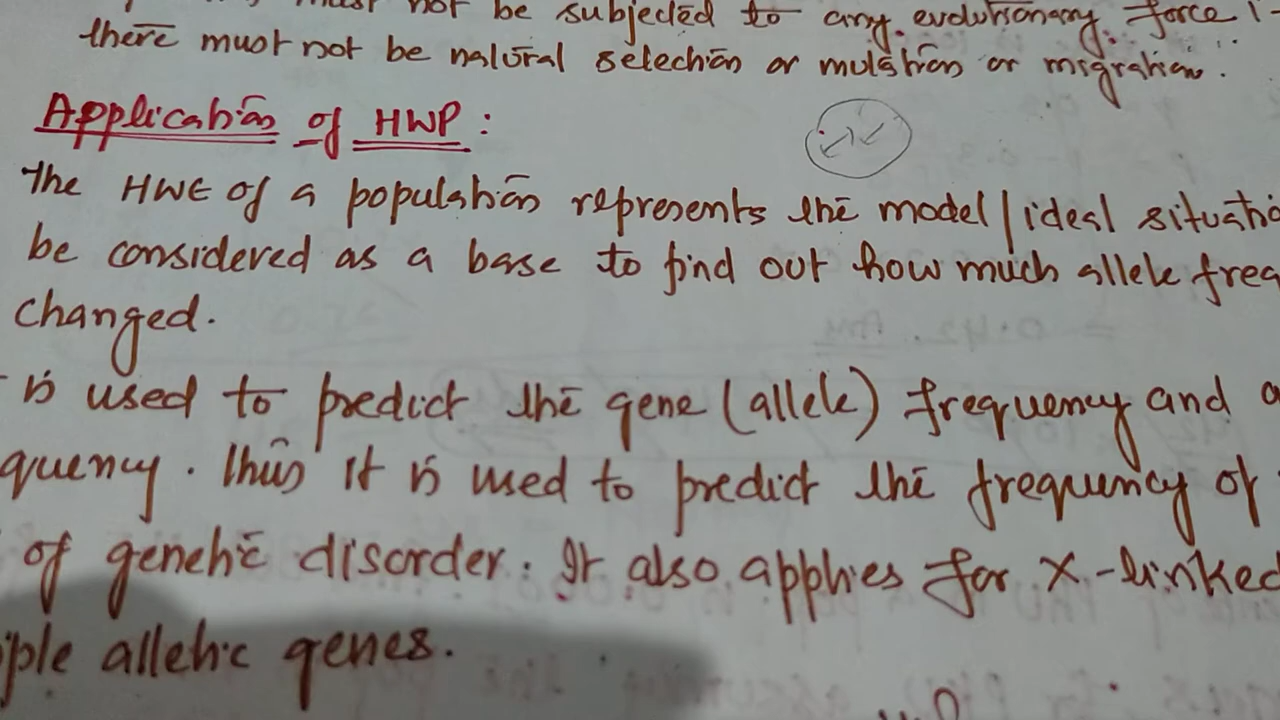 must not be subjected to any evolutionary force i-
there must not be natural selection or mutation or migration.
Application of HWP:
The HWE of a population represents the model/ideal situatio
be considered as a base to find out how much allele freq
changed.
is used to predict the gene (allele) frequency and a
quency. Thus it is used to predict the frequency of
of genetic disorder. It also applies for X-linked
iple allelic genes.